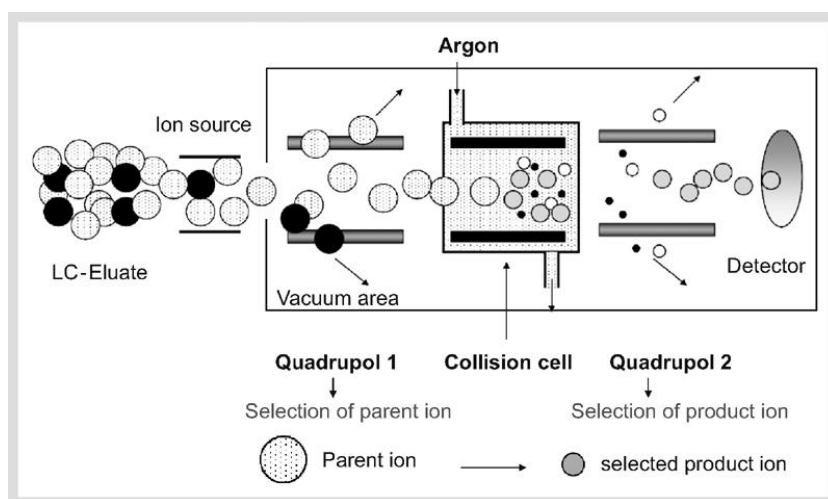 Argon
Ion source
LC-Eluate
Vacuum area
Detector
Quadrupol 1
Collision cell
Quadrupol 2
Selection of parent ion
Selection of product ion
Parent ion
selected product ion